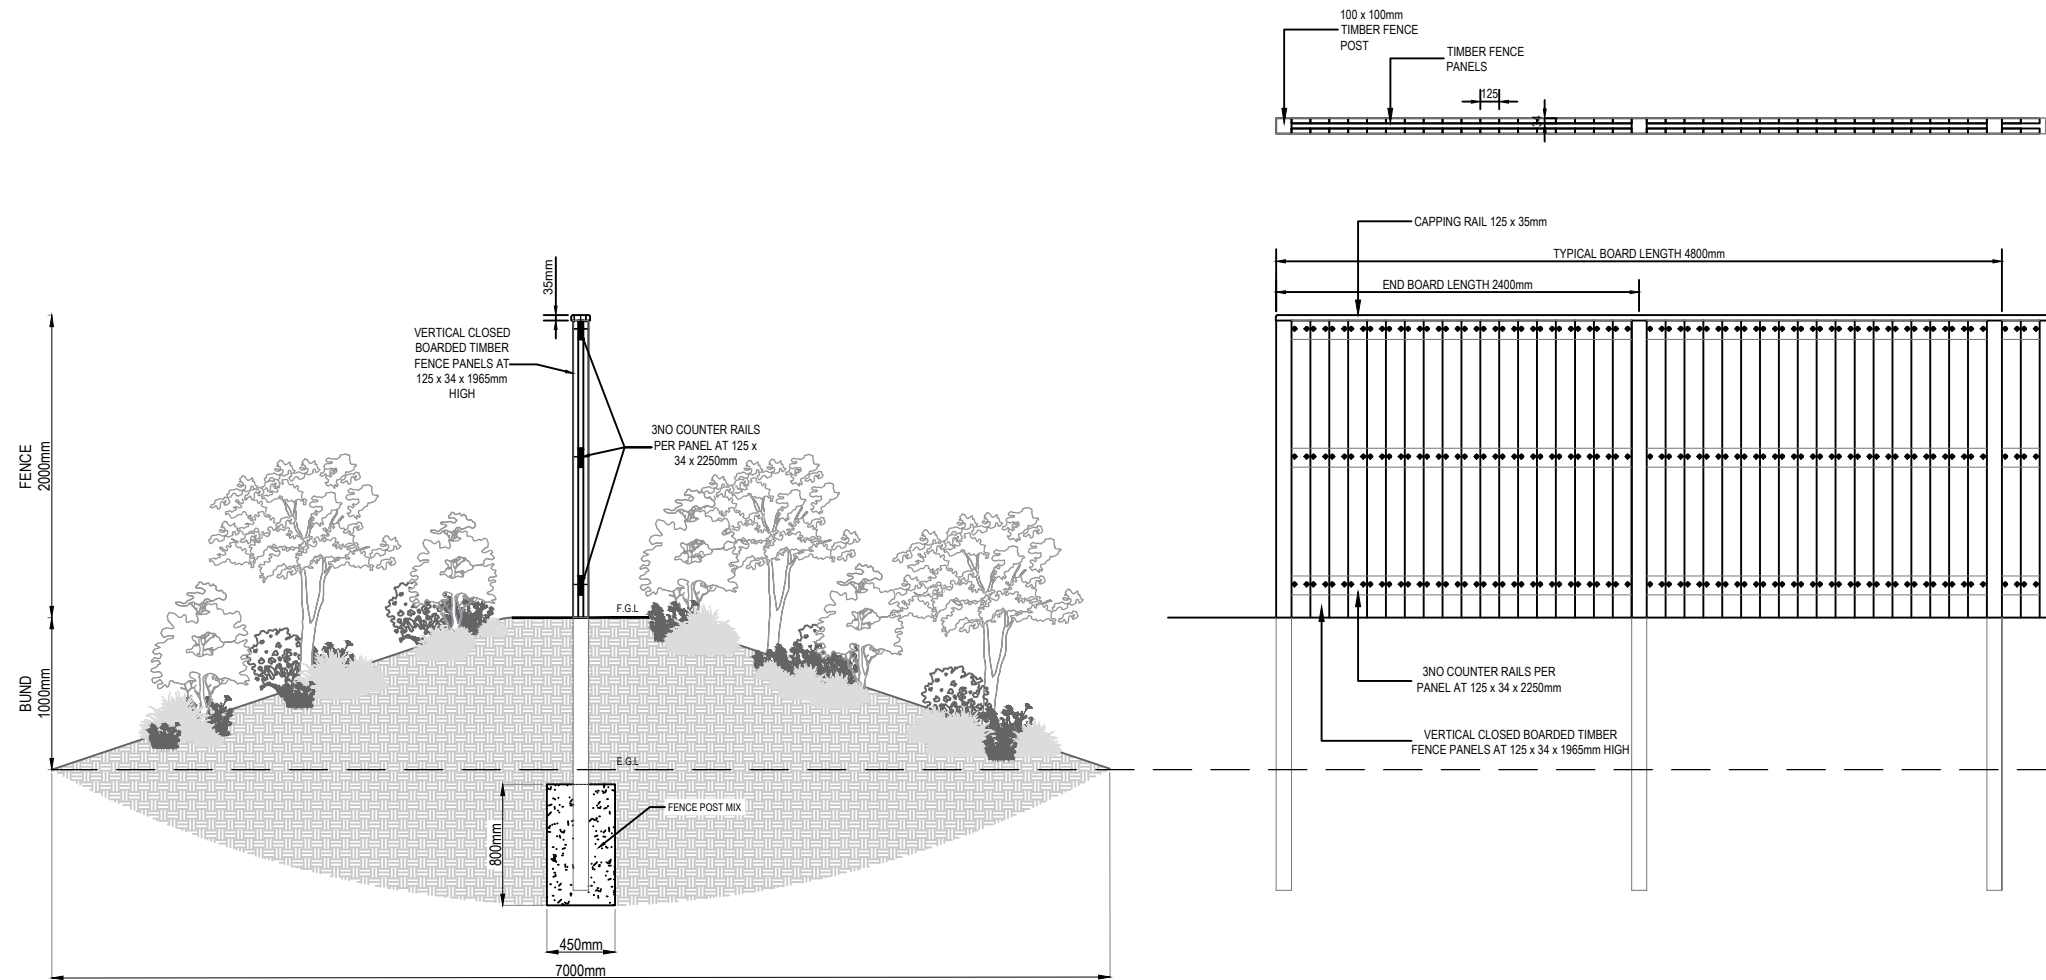 100 x 100mm
TIMBER FENCE
POST
TIMBER FENCE
PANELS
125
34
CAPPING RAIL 125 x 35mm
TYPICAL BOARD LENGTH 4800mm
END BOARD LENGTH 2400mm
35mm
VERTICAL CLOSED
BOARDED TIMBER
FENCE PANELS AT
125 x 34 x 1965mm
HIGH
3NO COUNTER RAILS
PER PANEL AT 125 x
34 x 2250mm
FENCE
2000mm
F.G.L
BUND
1000mm
E.G.L
FENCE POST MIX
800mm
450mm
7000mm
3NO COUNTER RAILS PER
PANEL AT 125 x 34 x 2250mm
VERTICAL CLOSED BOARDED TIMBER
FENCE PANELS AT 125 x 34 x 1965mm HIGH